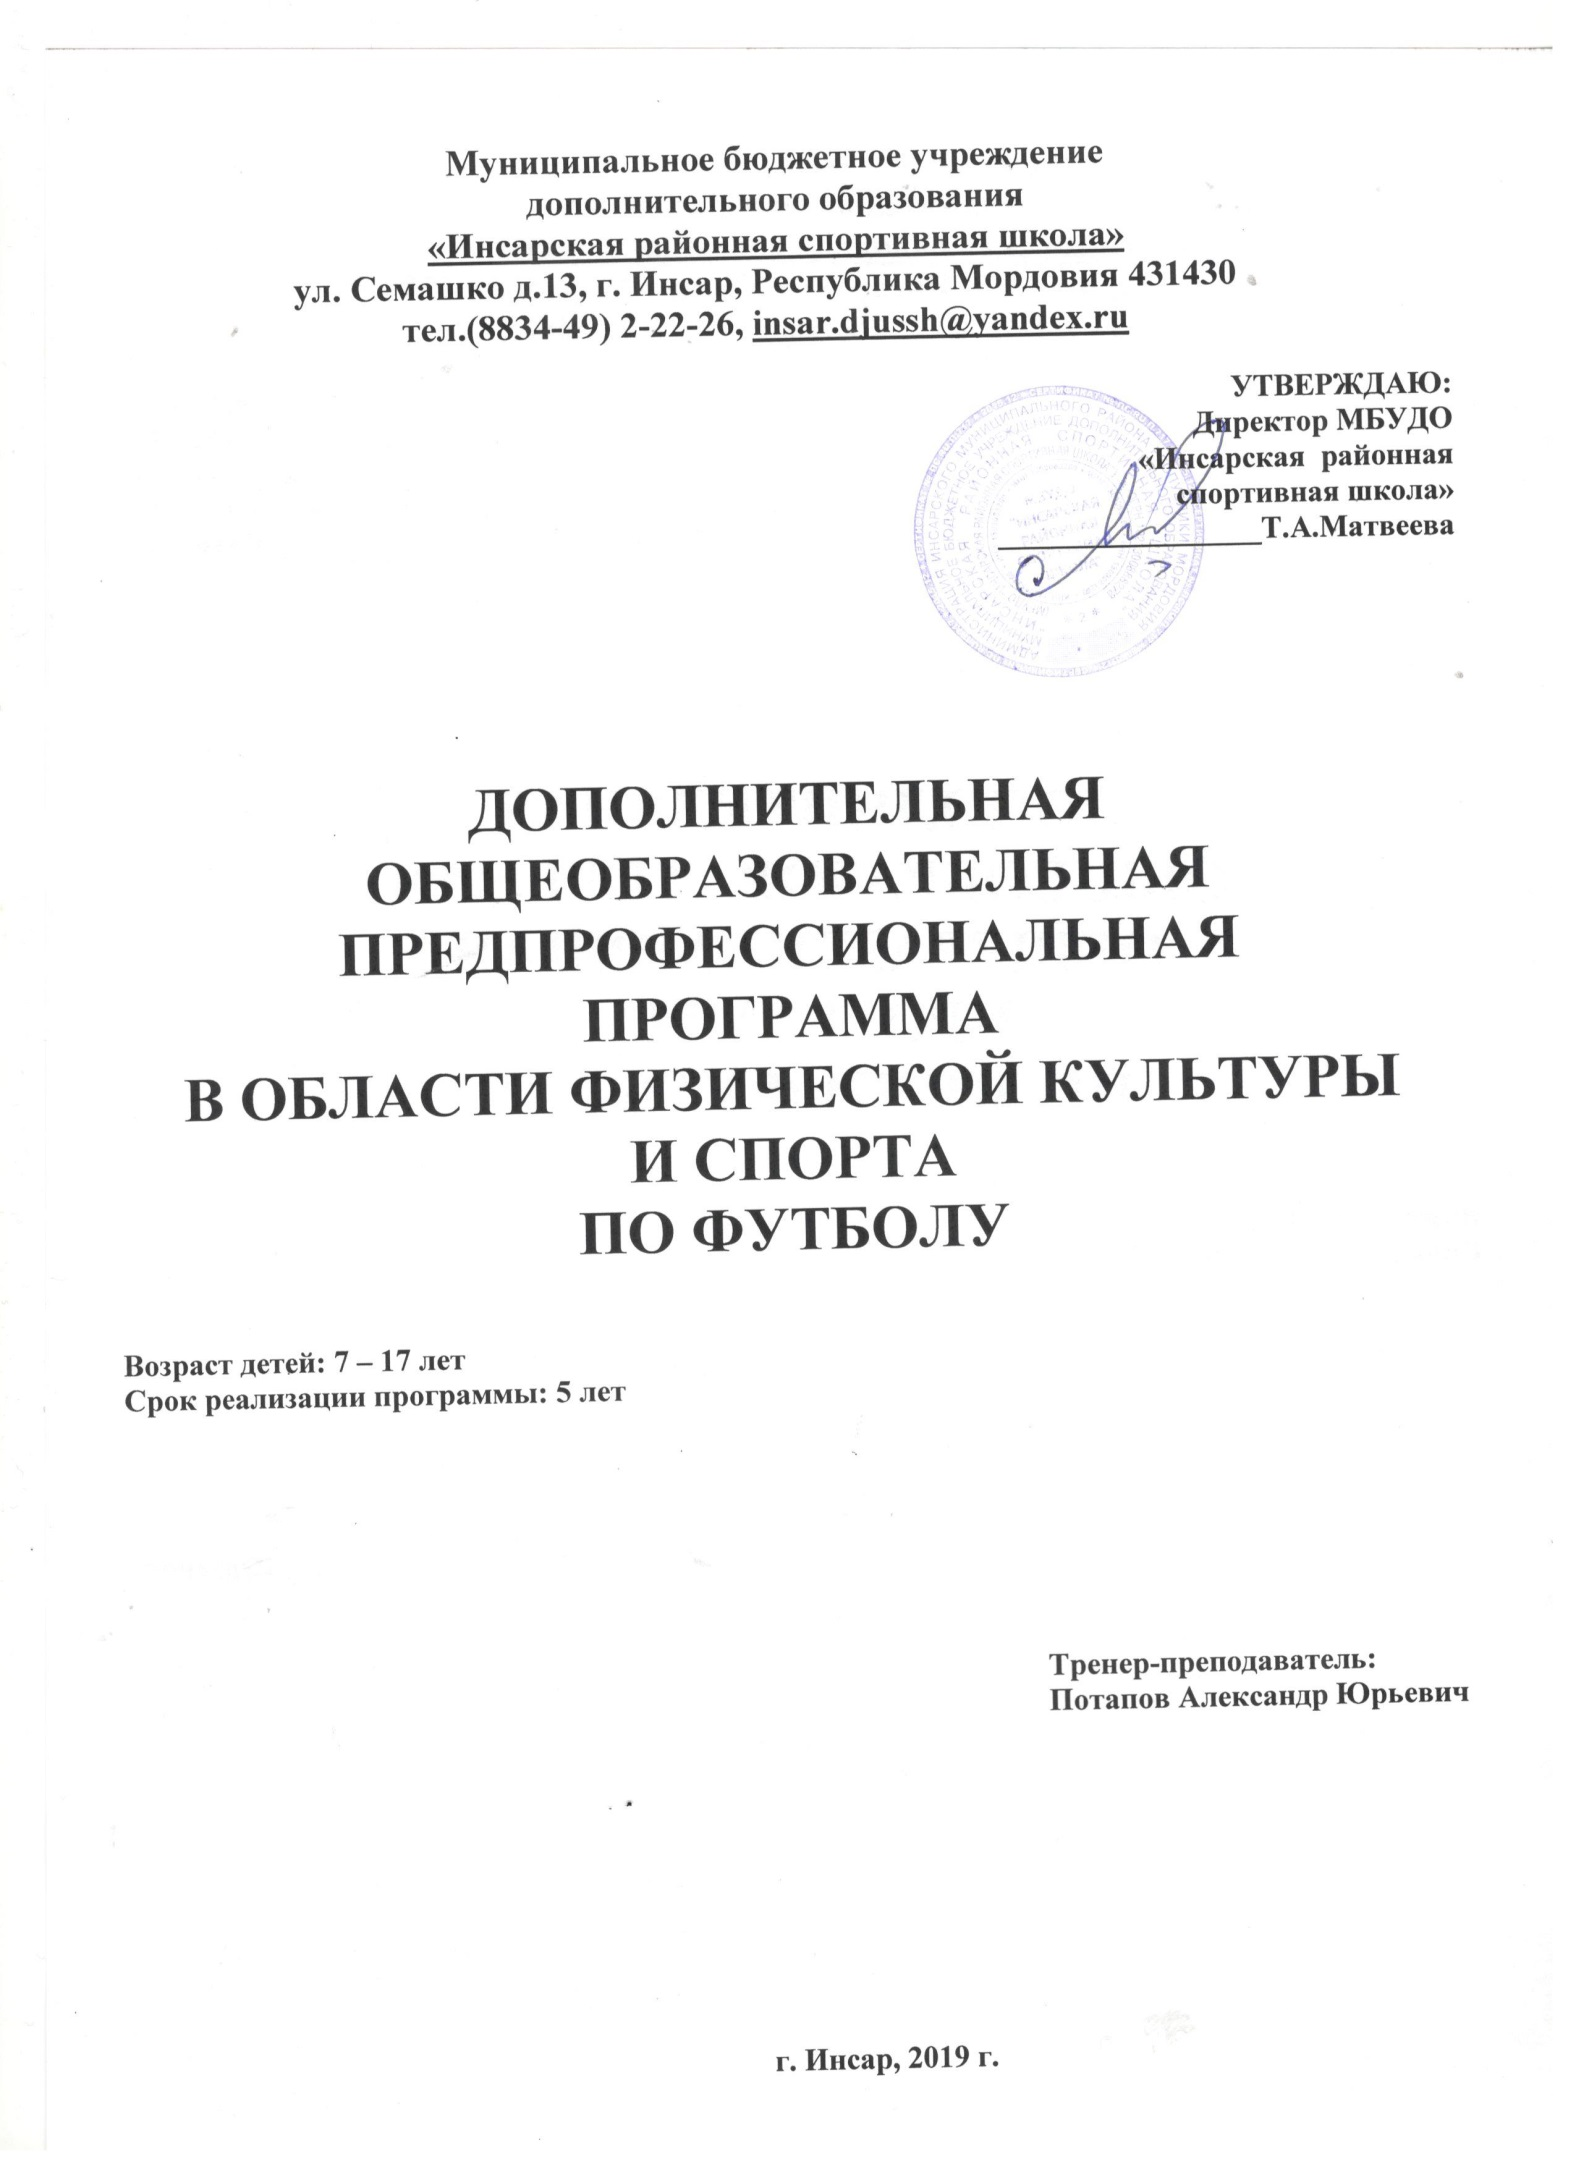 Муниципальное бюджетное учреждение
дополнительного образования
«Инсарская районная спортивная школа»
ул. Семашко д.13, г. Инсар, Республика Мордовия 431430
тел.(8834-49) 2-22-26, insar.djussh@yandex.ru
УТВЕРЖДАЮ:
Директор МБУДО
«Инсарская районная
спортивная школа»
Т.А.Матвеева
ДОПОЛНИТЕЛЬНАЯ
ОБЩЕОБРАЗОВАТЕЛЬНАЯ
ПРЕДПРОФЕССИОНАЛЬНАЯ
ПРОГРАММА
В ОБЛАСТИ ФИЗИЧЕСКОЙ КУЛЬТУРЫ
И СПОРТА
ПО ФУТБОЛУ
Возраст детей: 7 – 17 лет
Срок реализации программы: 5 лет
Тренер-преподаватель:
Потапов Александр Юрьевич
г. Инсар, 2019 г.